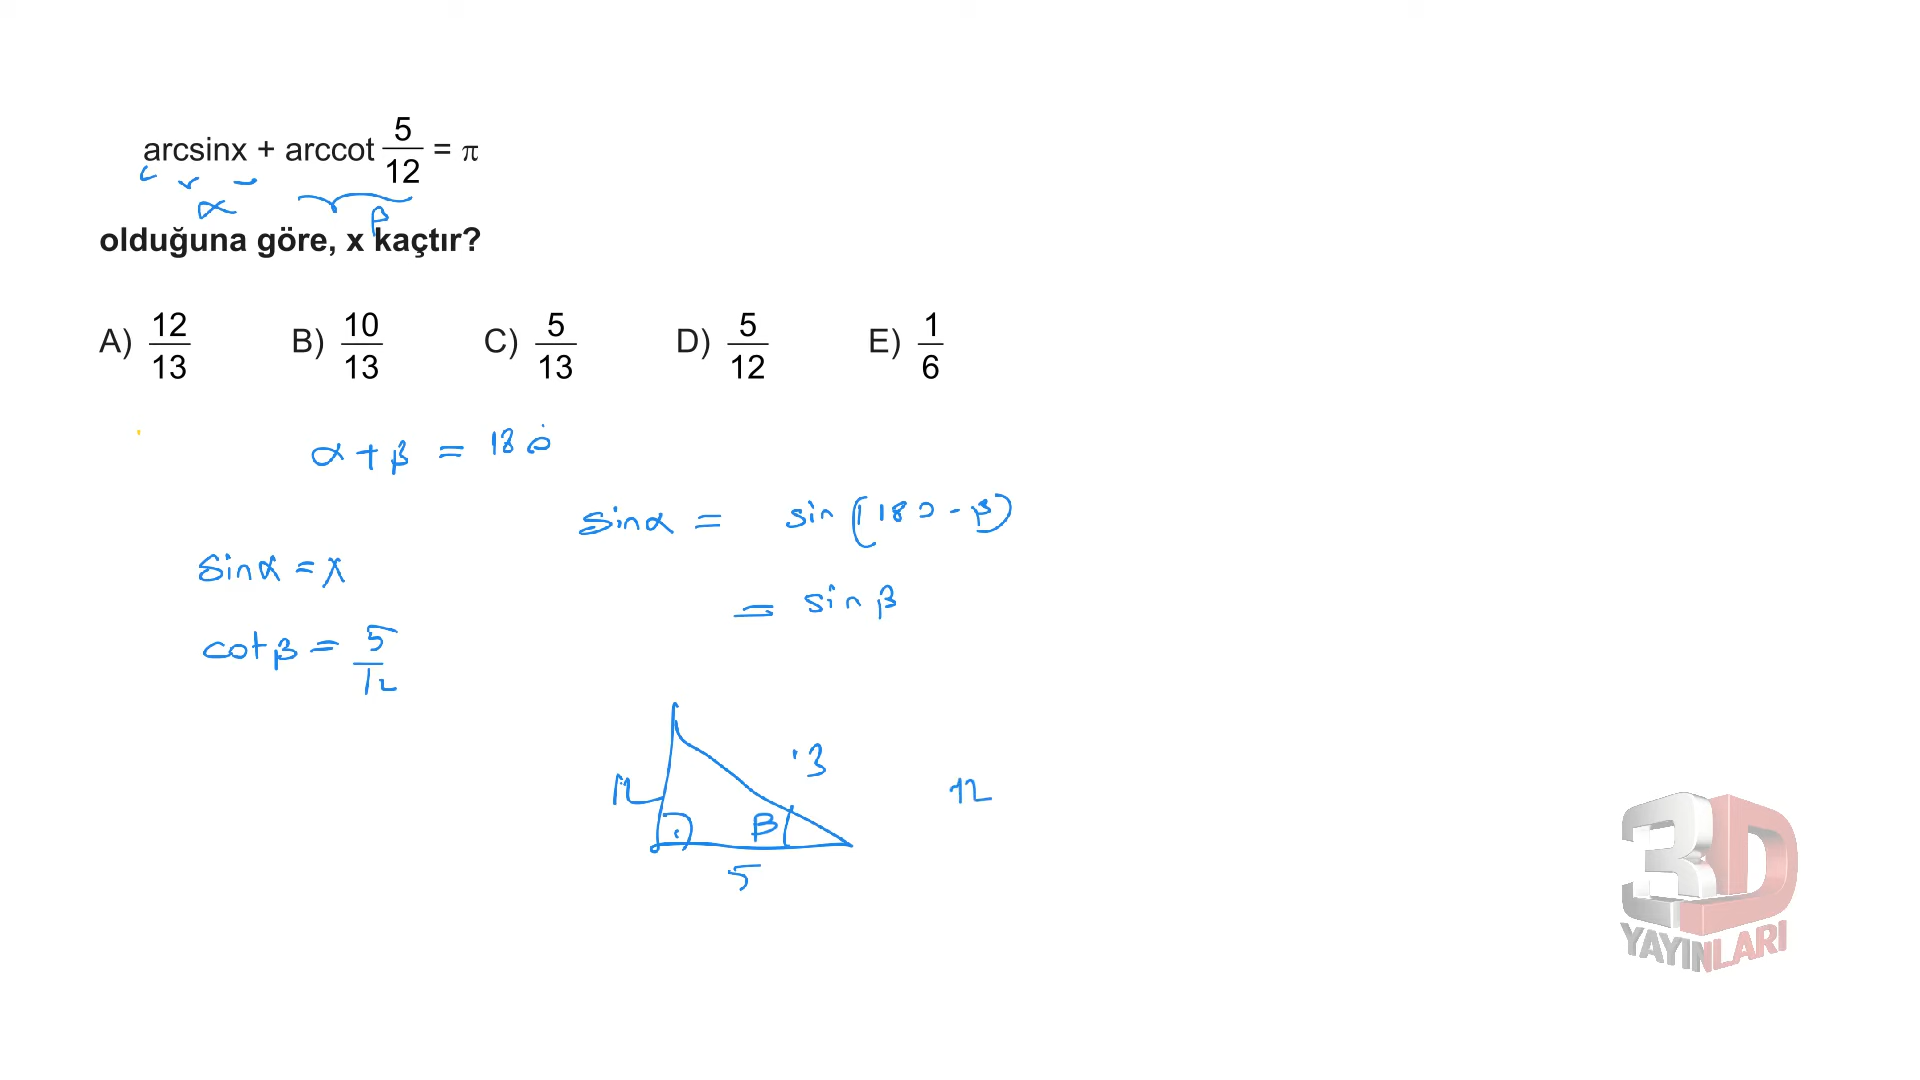 arcsinx + arccot 5/12 = π
α β
olduğuna göre, x kaçtır?
A) 12/13 B) 10/13 C) 5/13 D) 5/12 E) 1/6
α + β = 180
sinα = sin(180 - β)
sinα = x
= sin β
cotβ = 5/12
13
12 β 12
5
3D
YAYINLARI